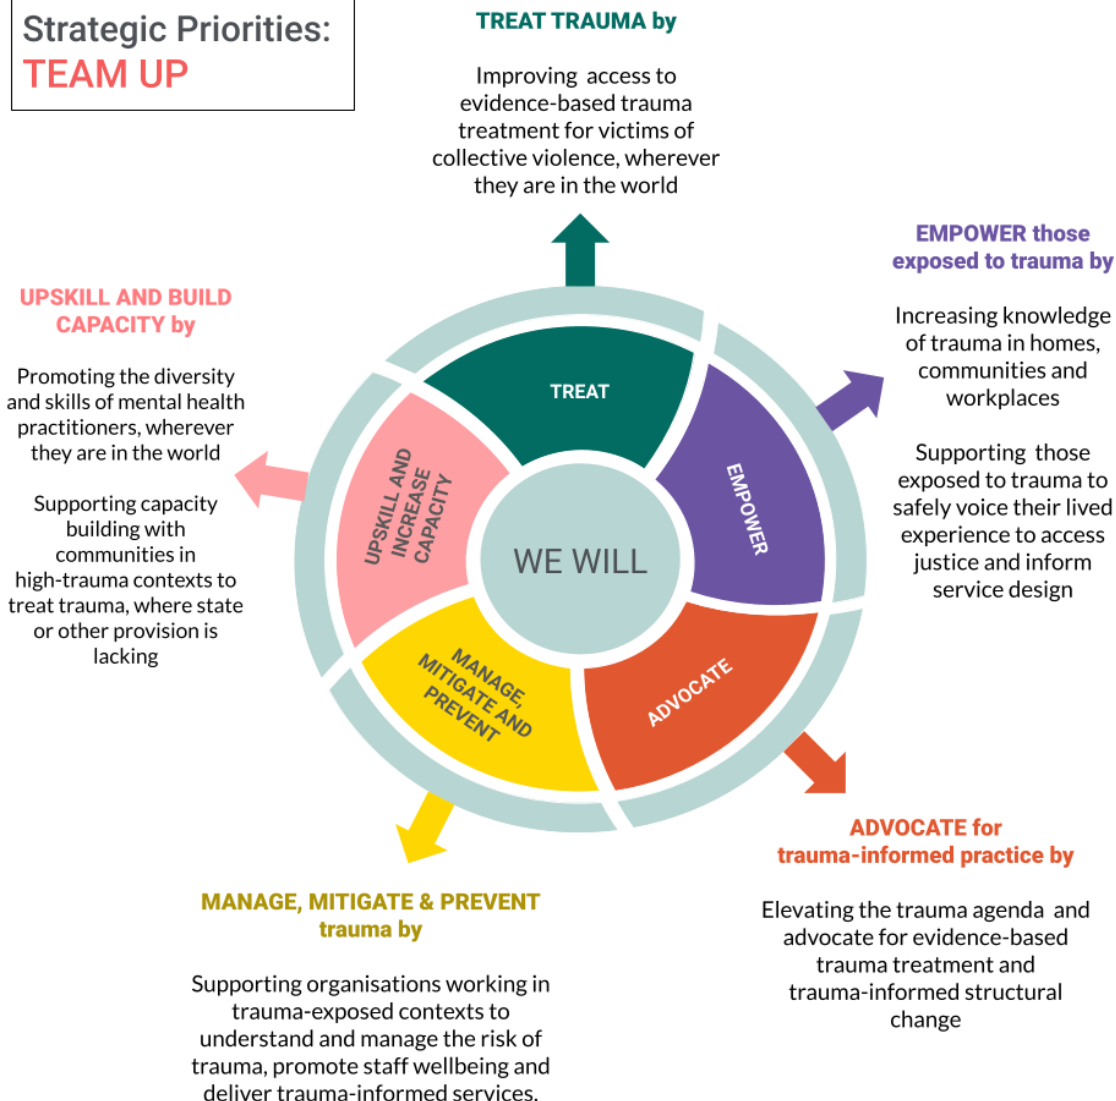 Strategic Priorities:
TEAM UP
TREAT TRAUMA by
Improving access to
evidence-based trauma
treatment for victims of
collective violence, wherever
they are in the world
EMPOWER those
exposed to trauma by
Increasing knowledge
of trauma in homes,
communities and
workplaces
Supporting those
exposed to trauma to
safely voice their lived
experience to access
justice and inform
service design
ADVOCATE for
trauma-informed practice by
Elevating the trauma agenda and
advocate for evidence-based
trauma treatment and
trauma-informed structural
change
MANAGE, MITIGATE & PREVENT
trauma by
Supporting organisations working in
trauma-exposed contexts to
understand and manage the risk of
trauma, promote staff wellbeing and
deliver trauma-informed services.
UPSKILL AND BUILD
CAPACITY by
Promoting the diversity
and skills of mental health
practitioners, wherever
they are in the world
Supporting capacity
building with
communities in
high-trauma contexts to
treat trauma, where state
or other provision is
lacking
TREAT
EMPOWER
ADVOCATE
MANAGE,
MITIGATE AND
PREVENT
UPSKILL AND
INCREASE
CAPACITY
WE WILL